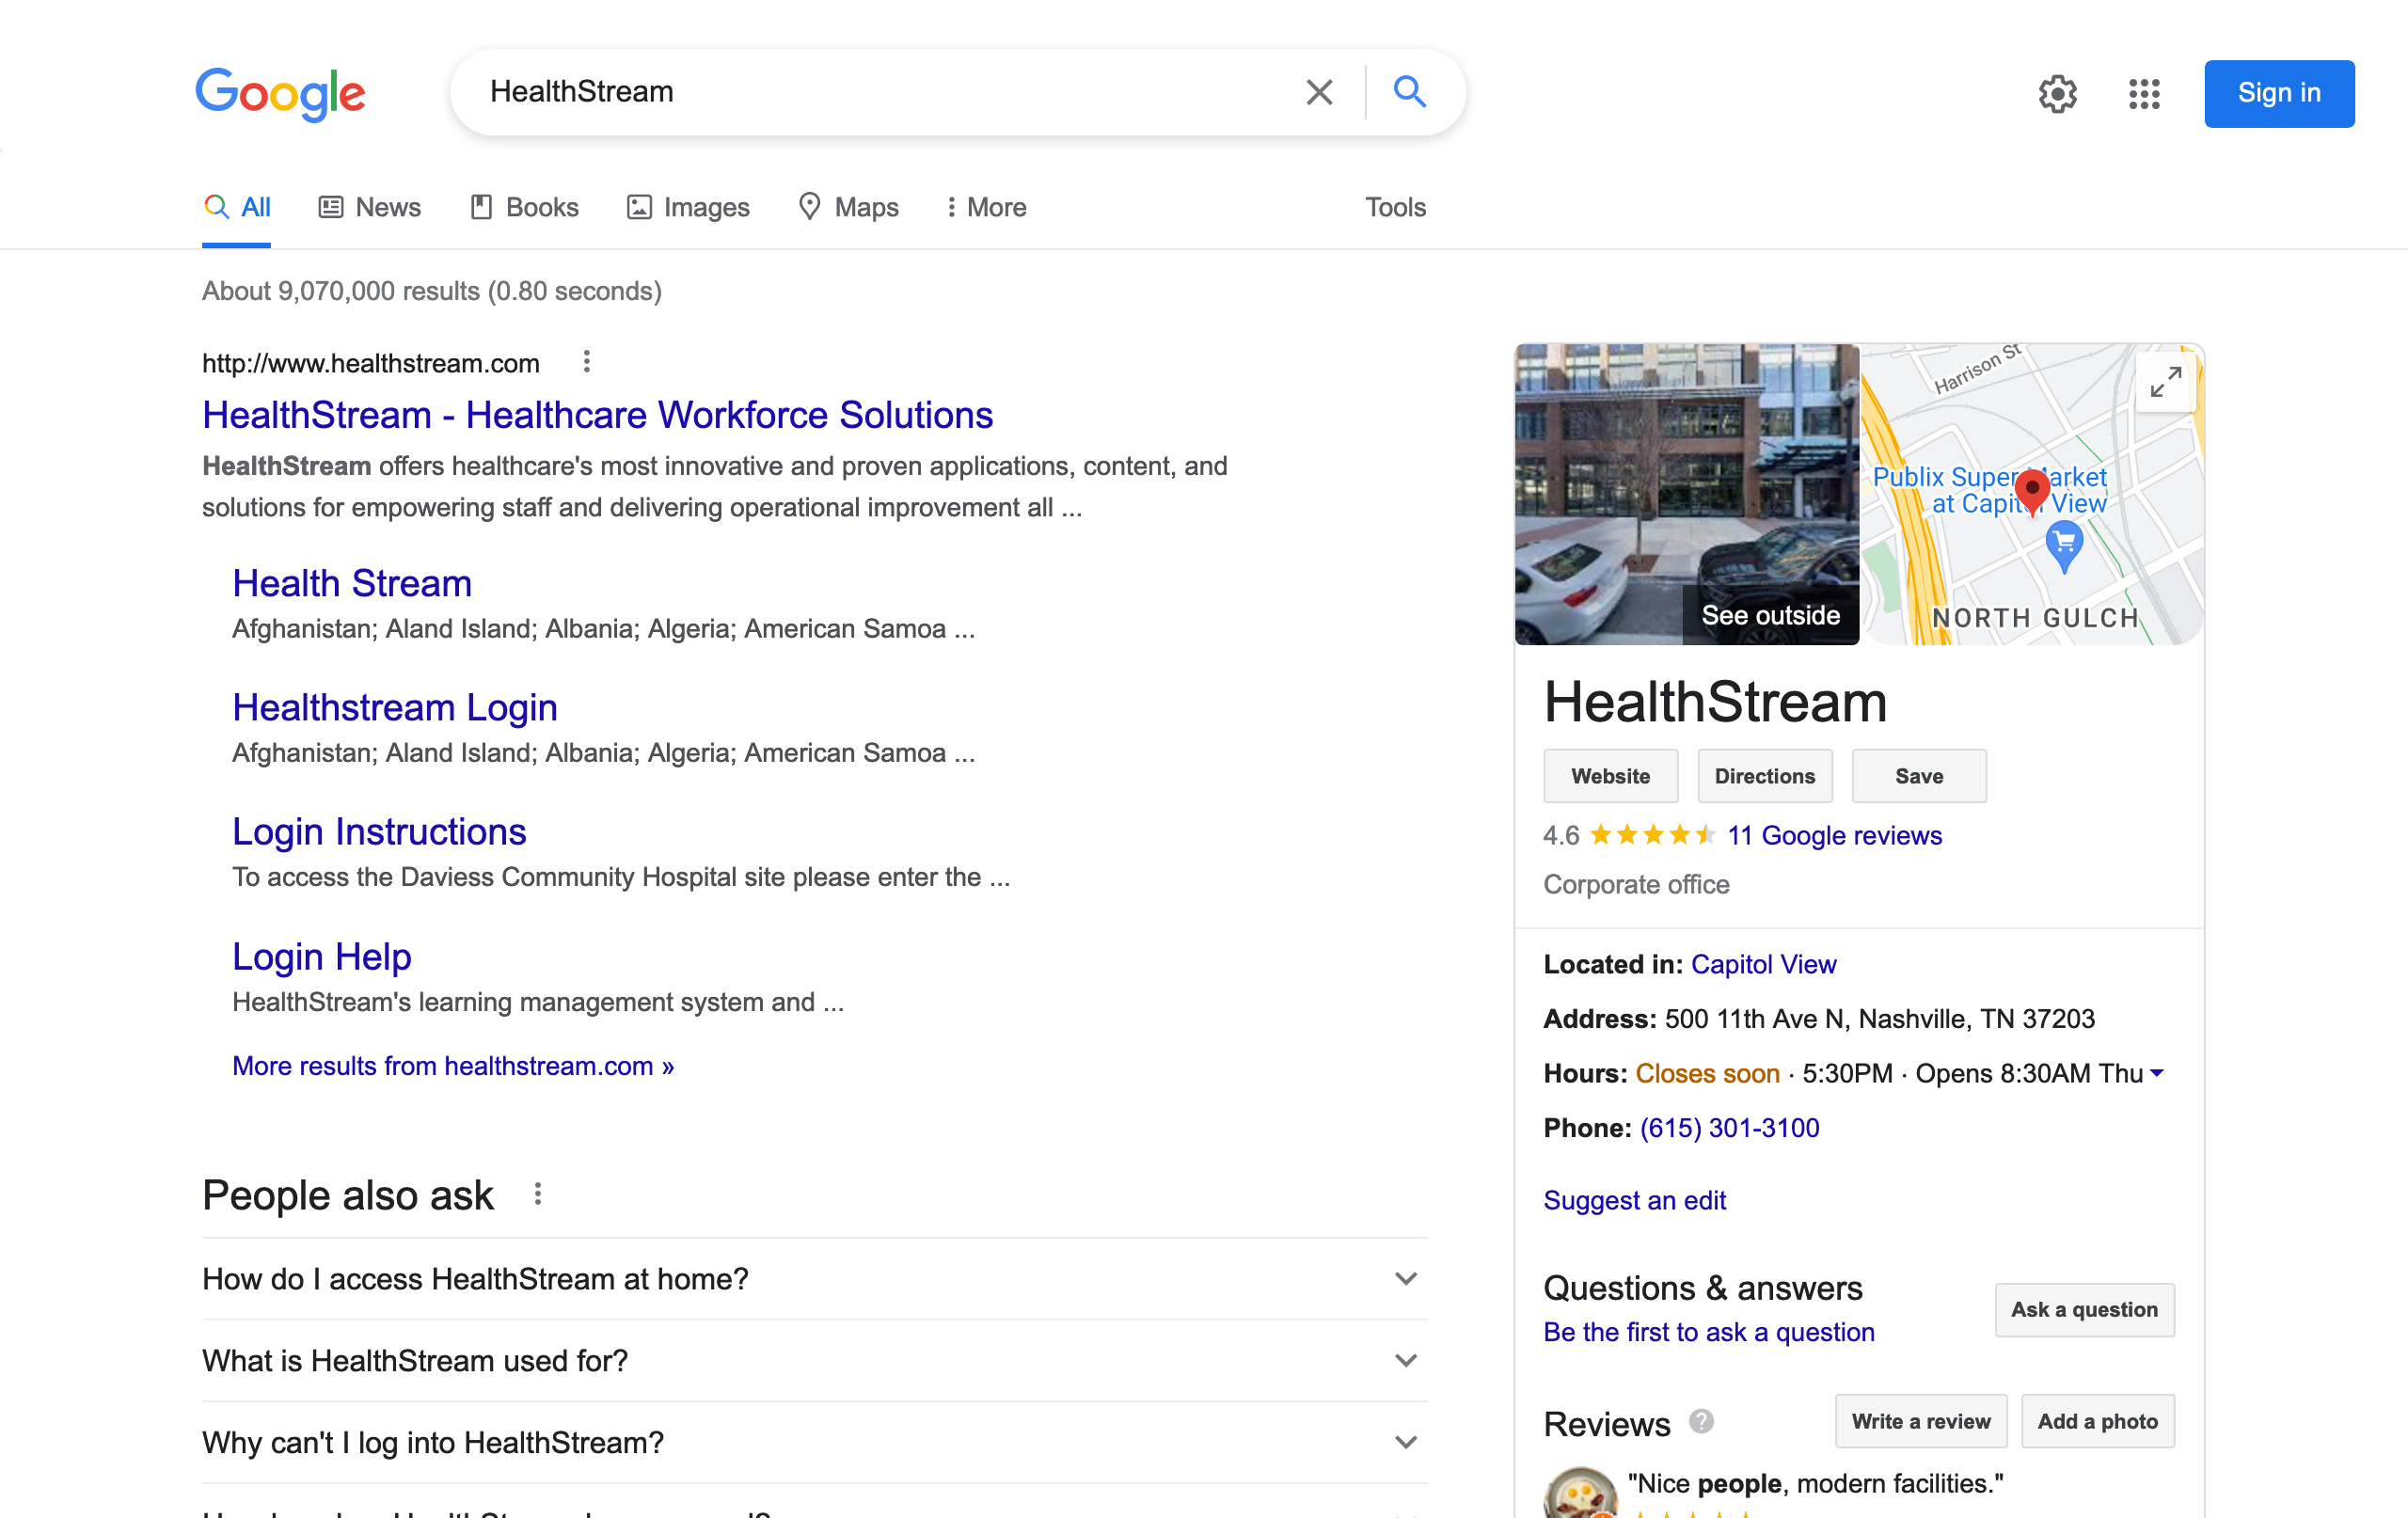 Google
HealthStream
Sign in
All
News
Books
Images
Maps
More
Tools
About 9,070,000 results (0.80 seconds)
http://www.healthstream.com
HealthStream - Healthcare Workforce Solutions
HealthStream offers healthcare's most innovative and proven applications, content, and
solutions for empowering staff and delivering operational improvement all ...
Health Stream
Afghanistan; Aland Island; Albania; Algeria; American Samoa ...
Healthstream Login
Afghanistan; Aland Island; Albania; Algeria; American Samoa ...
Login Instructions
To access the Daviess Community Hospital site please enter the ...
Login Help
HealthStream's learning management system and ...
More results from healthstream.com »
People also ask
How do I access HealthStream at home?
What is HealthStream used for?
Why can't I log into HealthStream?
See outside
Harrison St
Publix Super Market
at Capitol View
NORTH GULCH
HealthStream
Website
Directions
Save
4.6 11 Google reviews
Corporate office
Located in: Capitol View
Address: 500 11th Ave N, Nashville, TN 37203
Hours: Closes soon · 5:30PM · Opens 8:30AM Thu
Phone: (615) 301-3100
Suggest an edit
Questions & answers
Be the first to ask a question
Ask a question
Reviews
Write a review
Add a photo
"Nice people, modern facilities."